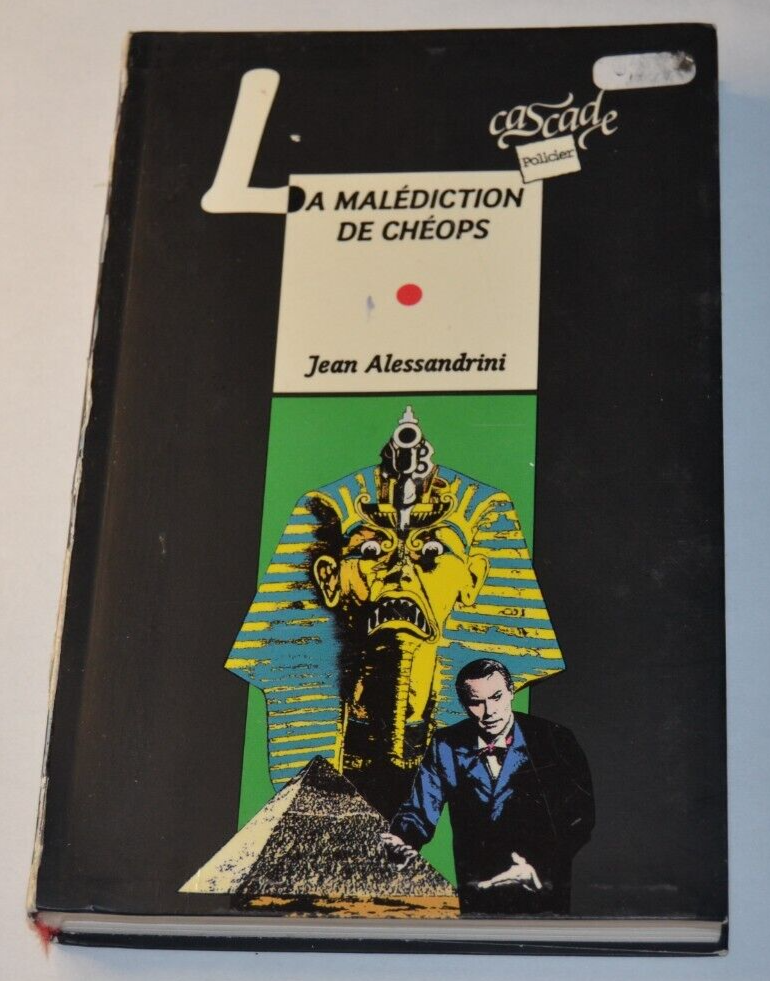 cascade
Policier
LA MALÉDICTION
DE CHÉOPS
Jean Alessandrini